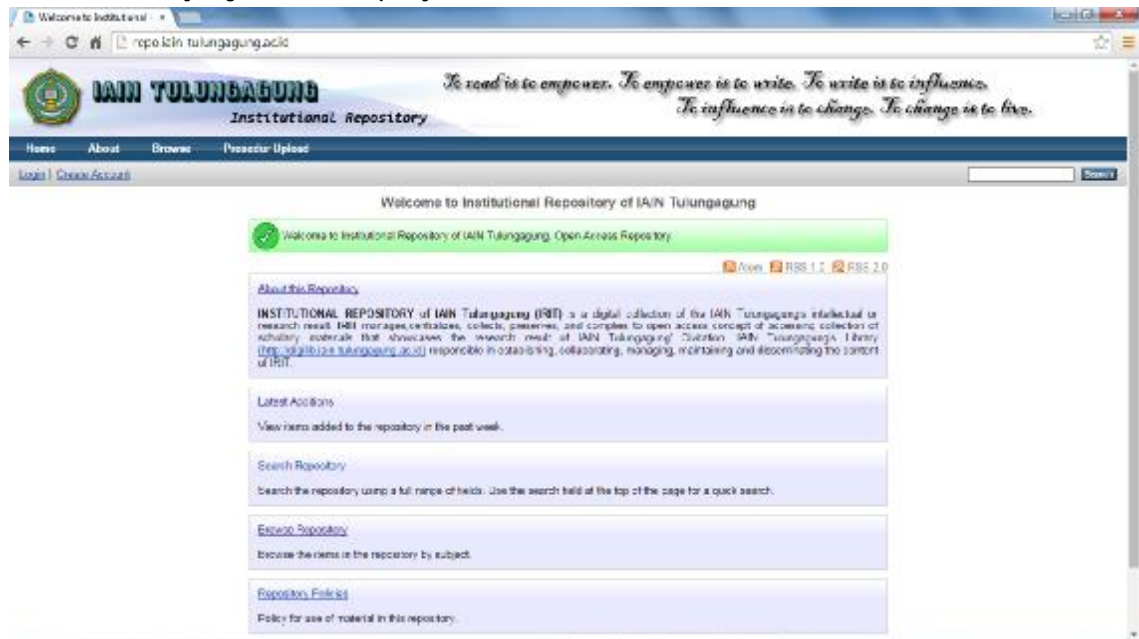 Welcome to Institutional
repo.iain-tulungagung.ac.id
IAIN TULUNGAGUNG
Institutional Repository
To read is to empower. To empower is to write. To write is to influence.
To influence is to change. To change is to live.
Home About Browse Prosedur Upload
Login | Create Account
Search
Welcome to Institutional Repository of IAIN Tulungagung
Welcome to Institutional Repository of IAIN Tulungagung. Open Access Repository.
Atom RSS 1.0 RSS 2.0
About this Repository
INSTITUTIONAL REPOSITORY of IAIN Tulungagung (IRIT) is a digital collection of the IAIN Tulungagung's intellectual or
research result. IRIT manages, centralizes, collects, preserves, and complies to open access concept of accessing collection of
scholarly materials that showcases the research result of IAIN Tulungagung' IAIN Tulungagung's Library
(http://digilib.iain-tulungagung.ac.id) responsible in establishing, collaborating, managing, maintaining and disseminating the content
of IRIT.
Latest Additions
View items added to the repository in the past week.
Search Repository
Search the repository using a full range of fields. Use the search field at the top of the page for a quick search.
Browse Repository
Browse the items in the repository by subject.
Repository Policies
Policy for use of material in this repository.